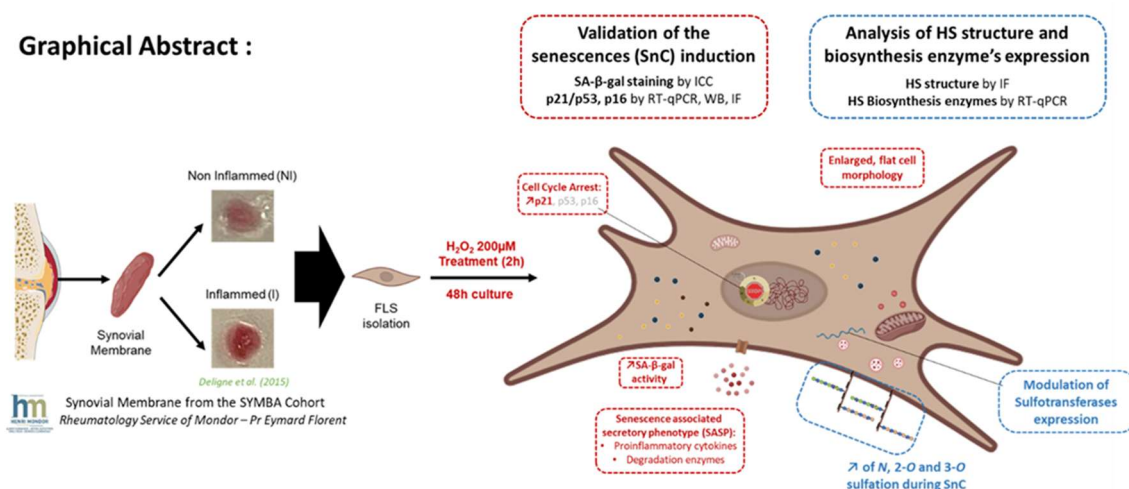 Graphical Abstract :
Validation of the
senescences (SnC) induction
SA-β-gal staining by ICC
p21/p53, p16 by RT-qPCR, WB, IF
Analysis of HS structure and
biosynthesis enzyme's expression
HS structure by IF
HS Biosynthesis enzymes by RT-qPCR
Non Inflammed (NI)
Inflammed (I)
Synovial
Membrane
Deligne et al. (2015)
hm
HENRI MONDOR
Synovial Membrane from the SYMBA Cohort
Rheumatology Service of Mondor – Pr Eymard Florent
FLS
isolation
H₂O₂ 200µM
Treatment (2h)
48h culture
Cell Cycle Arrest:
↗p21, p53, p16
Enlarged, flat cell
morphology
↗SA-β-gal
activity
Senescence associated
secretory phenotype (SASP):
• Proinflammatory cytokines
• Degradation enzymes
Modulation of
Sulfotransferases
expression
↗ of N, 2-O and 3-O
sulfation during SnC